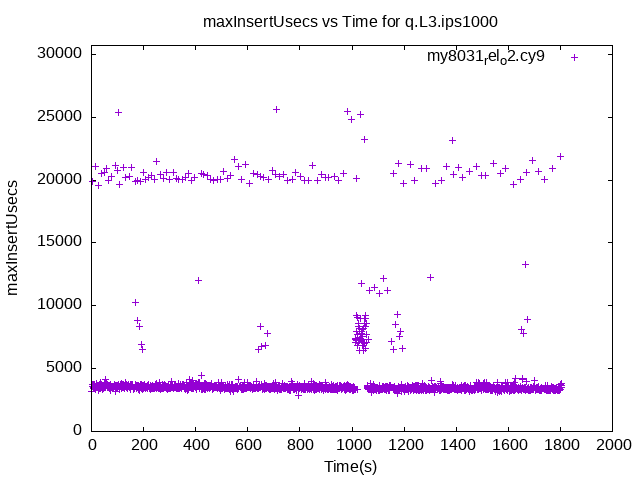 maxInsertUsecs vs Time for q.L3.ips1000
my8031relo2.cy9
30000
25000
20000
15000
10000
5000
0
maxInsertUsecs
0 200 400 600 800 1000 1200 1400 1600 1800 2000
Time(s)